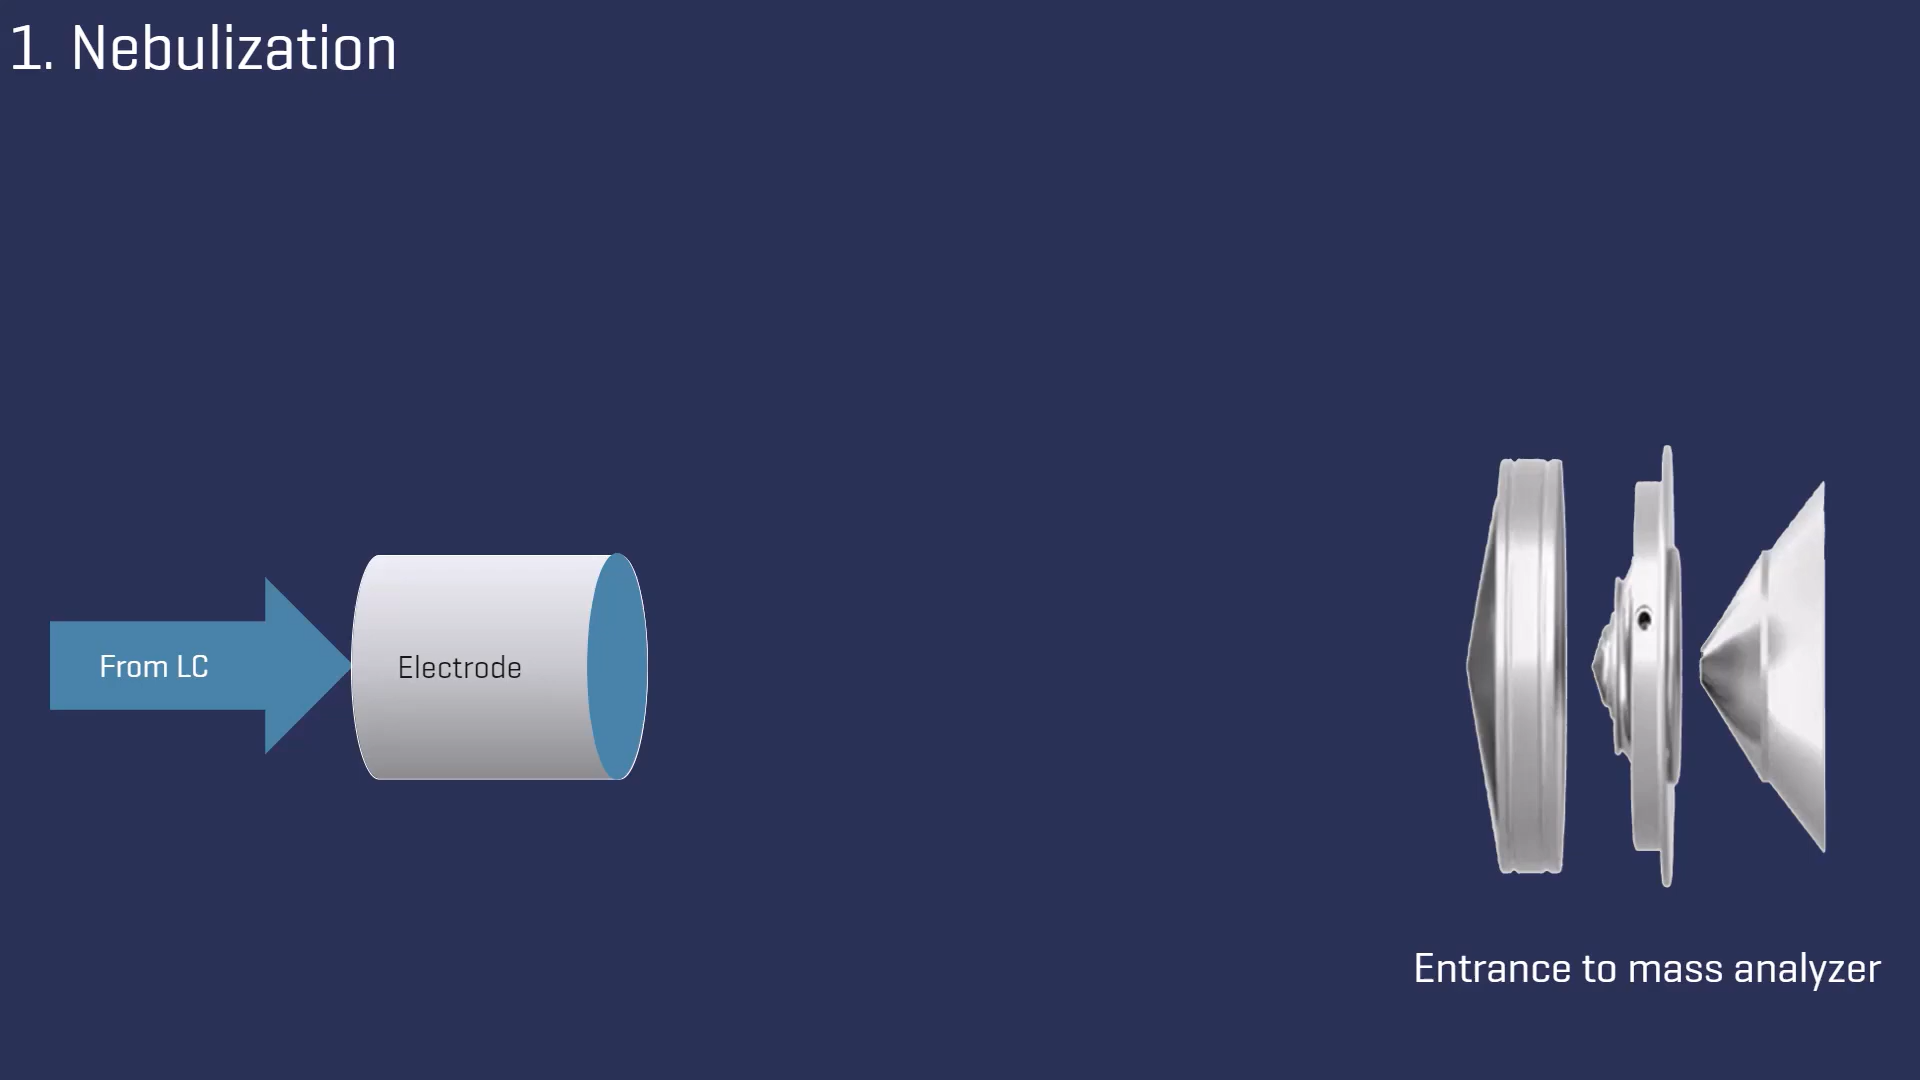 1. Nebulization
From LC
Electrode
Entrance to mass analyzer